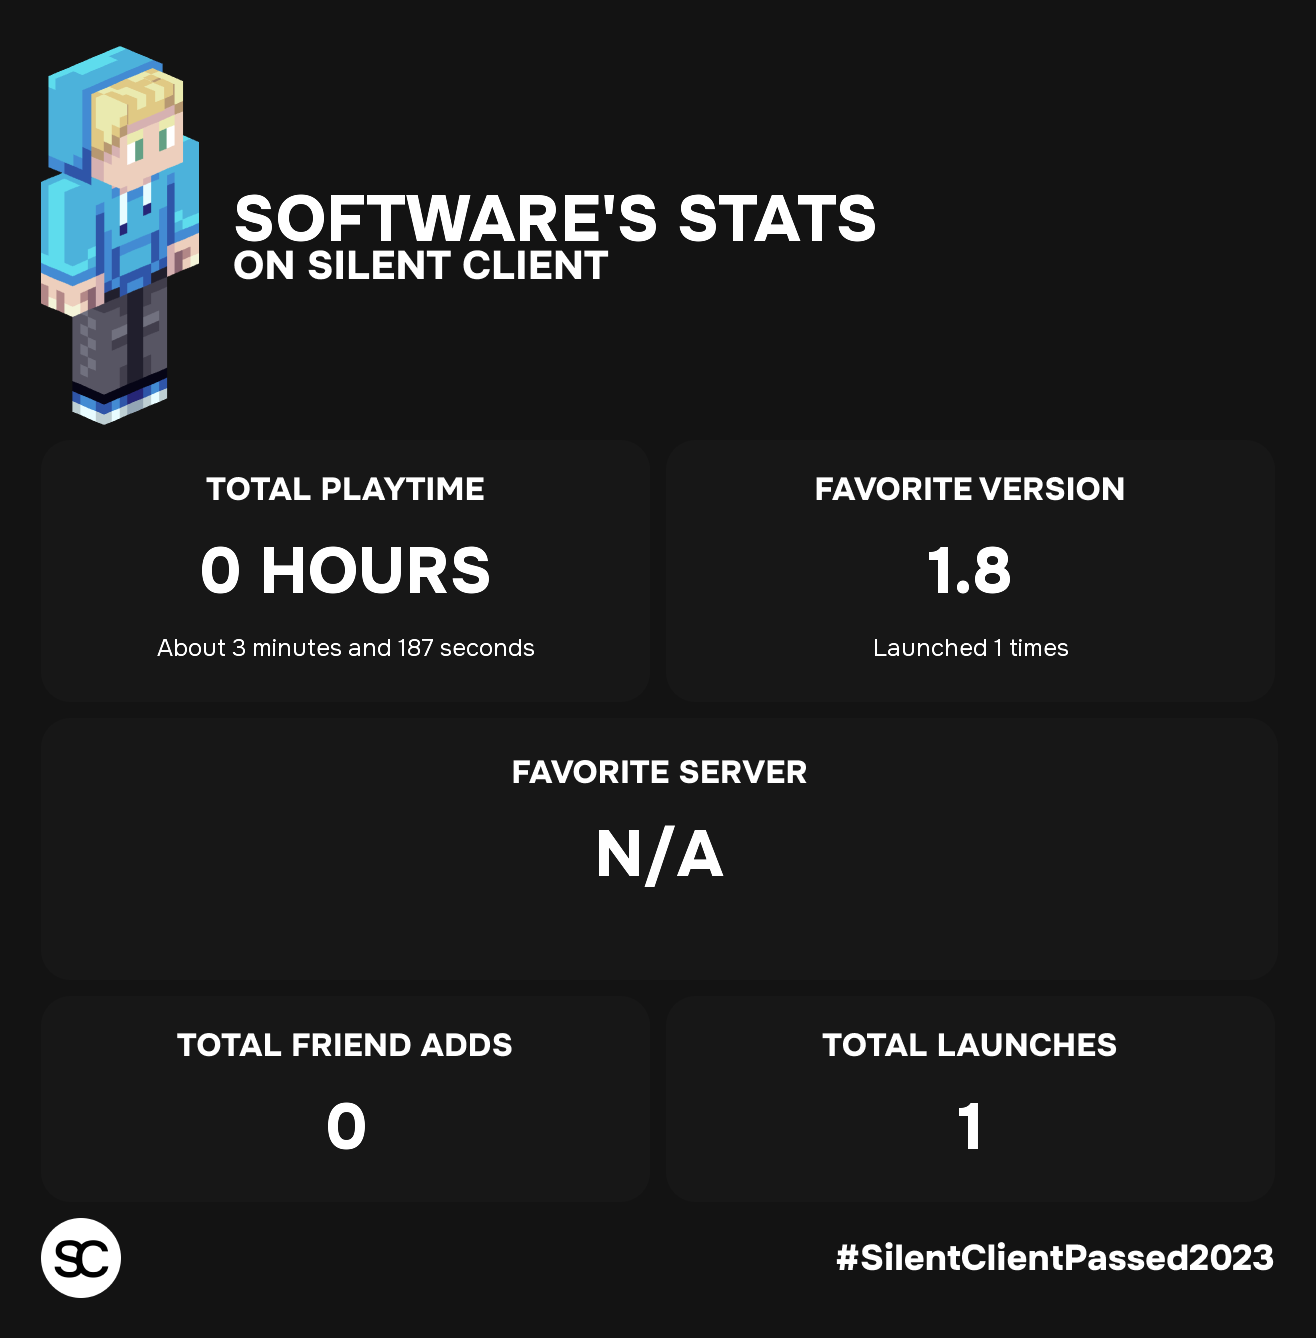 SOFTWARE'S STATS
ON SILENT CLIENT
TOTAL PLAYTIME
0 HOURS
About 3 minutes and 187 seconds
FAVORITE VERSION
1.8
Launched 1 times
FAVORITE SERVER
N/A
TOTAL FRIEND ADDS
0
TOTAL LAUNCHES
1
SC
#SilentClientPassed2023